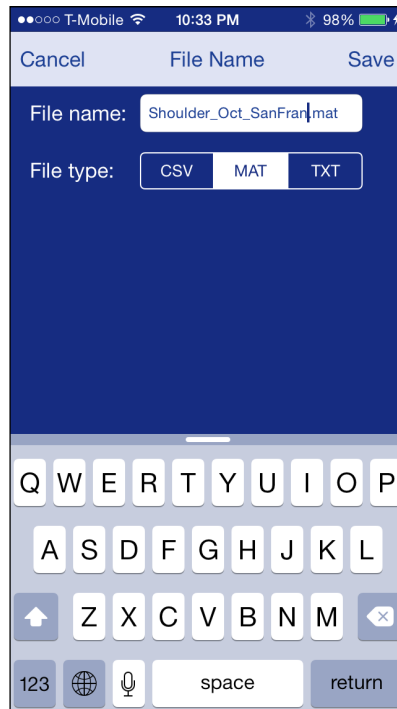 T-Mobile 10:33 PM 98%
Cancel File Name Save
File name: Shoulder_Oct_SanFran.mat
File type: CSV MAT TXT
Q W E R T Y U I O P
A S D F G H J K L
Z X C V B N M
123 space return